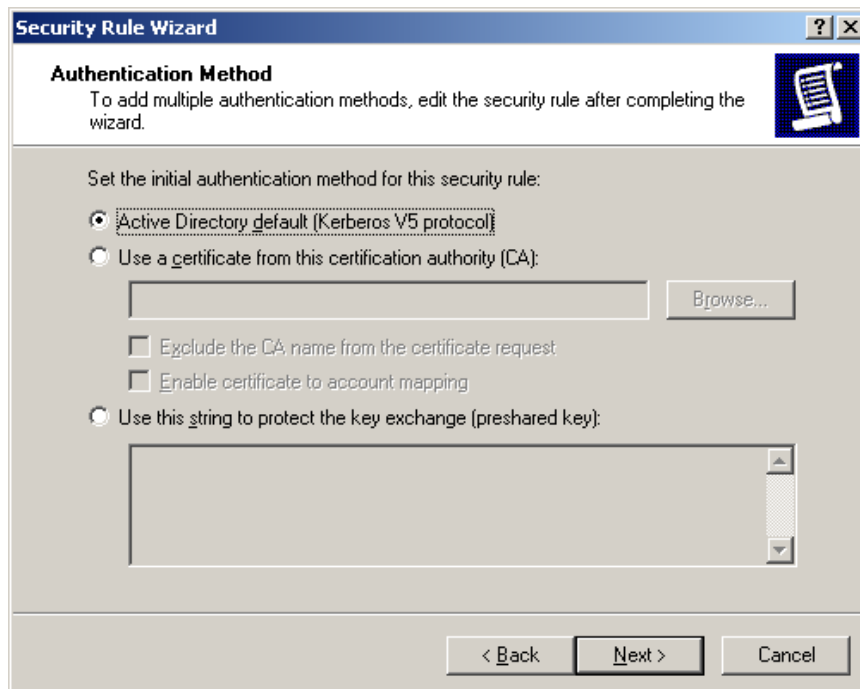 Security Rule Wizard
Authentication Method
To add multiple authentication methods, edit the security rule after completing the
wizard.
Set the initial authentication method for this security rule:
Active Directory default (Kerberos V5 protocol)
Use a certificate from this certification authority (CA):
Browse...
Exclude the CA name from the certificate request
Enable certificate to account mapping
Use this string to protect the key exchange (preshared key):
< Back Next > Cancel